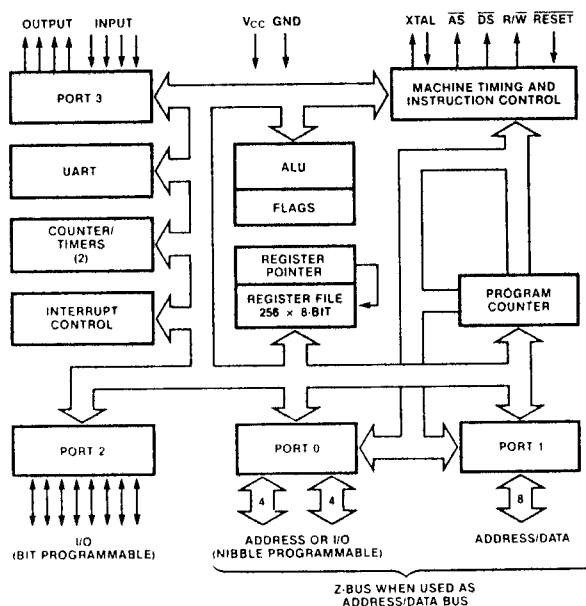 OUTPUT INPUT
VCC GND
XTAL AS DS R/W RESET
PORT 3
MACHINE TIMING AND
INSTRUCTION CONTROL
UART
ALU
FLAGS
COUNTER/
TIMERS
(2)
REGISTER
POINTER
REGISTER FILE
256 × 8-BIT
PROGRAM
COUNTER
INTERRUPT
CONTROL
PORT 2
PORT 0
PORT 1
4
4
8
I/O
(BIT PROGRAMMABLE)
ADDRESS OR I/O
(NIBBLE PROGRAMMABLE)
ADDRESS/DATA
Z-BUS WHEN USED AS
ADDRESS/DATA BUS